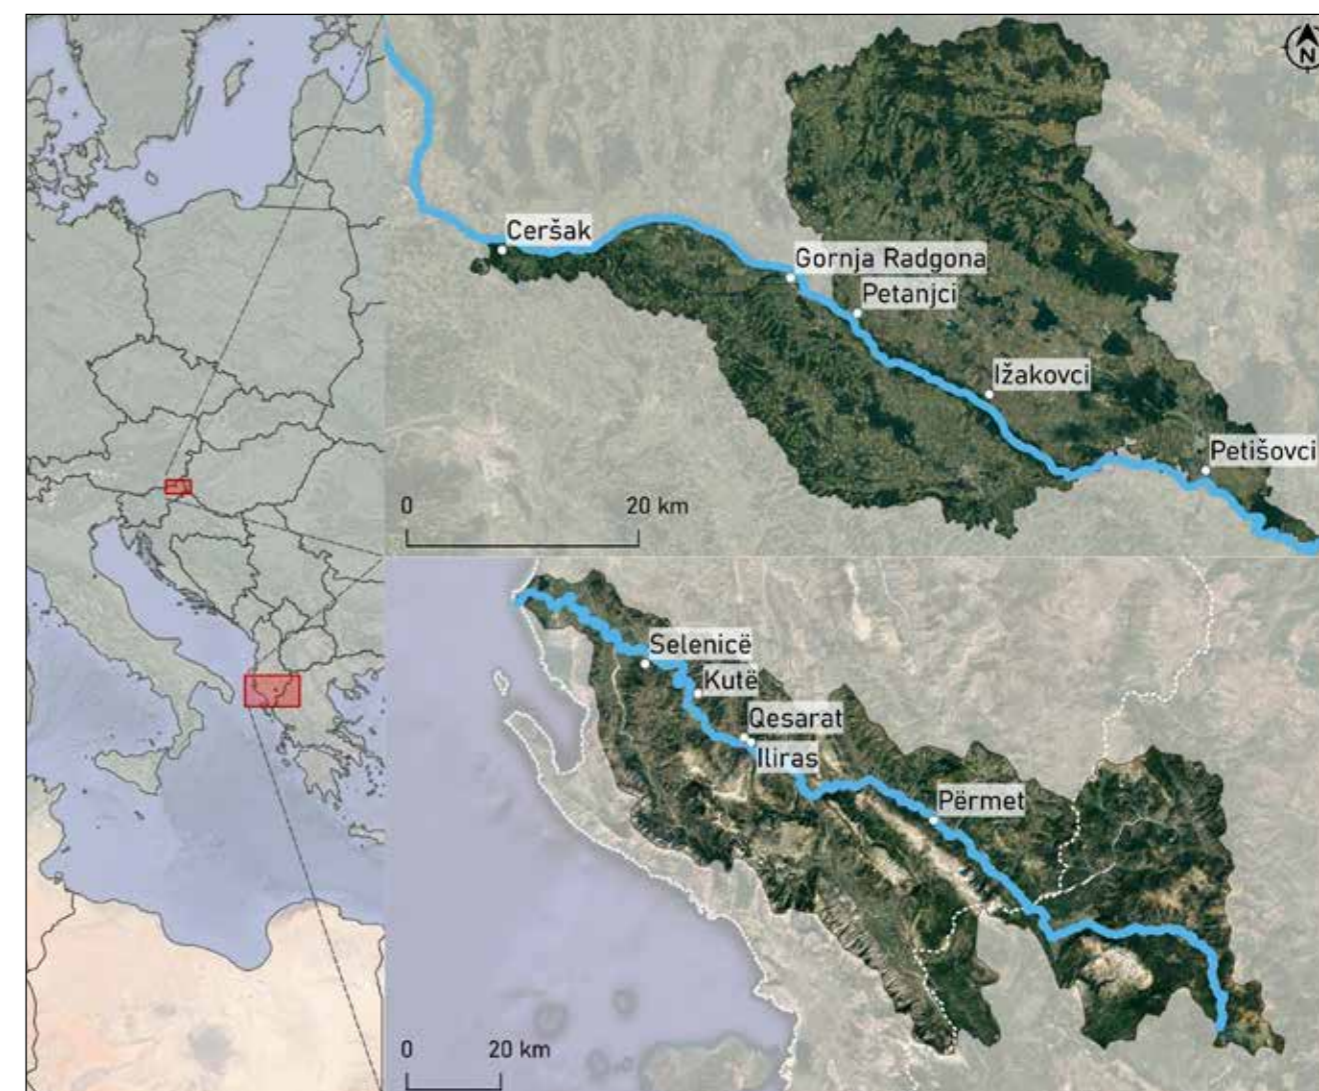 N
Ceršak
Gornja Radgona
Petanjci
Ižakovci
Petišovci
0 20 km
Selenicë
Kutë
Qesarat
Iliras
Përmet
0 20 km